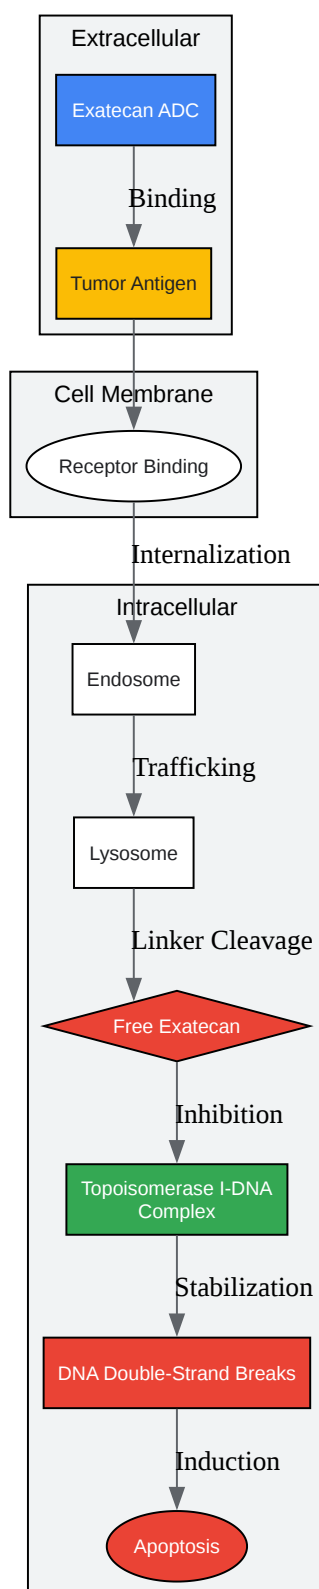 Extracellular
Exatecan ADC
Binding
Tumor Antigen
Cell Membrane
Receptor Binding
Internalization
Intracellular
Endosome
Trafficking
Lysosome
Linker Cleavage
Free Exatecan
Inhibition
Topoisomerase I-DNA
Complex
Stabilization
DNA Double-Strand Breaks
Induction
Apoptosis